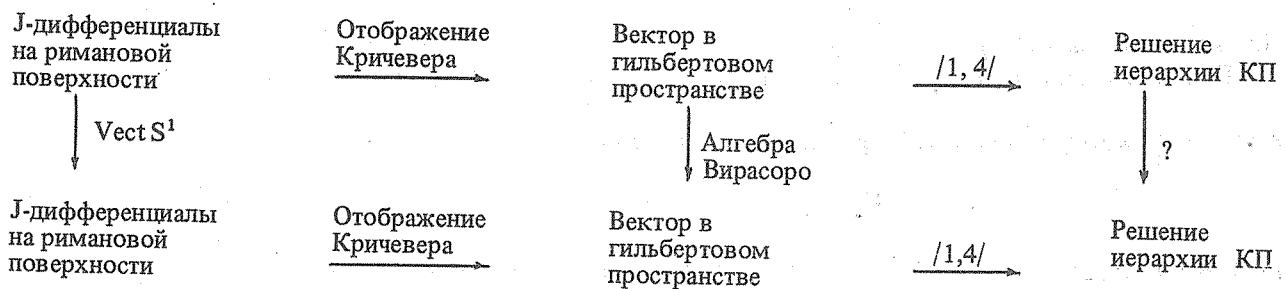 J-дифференциалы
на римановой
поверхности
Отображение
Кричевера
Вектор в
гильбертовом
пространстве
/1, 4/
Решение
иерархии КП
Vect S¹
Алгебра
Вирасоро
?
J-дифференциалы
на римановой
поверхности
Отображение
Кричевера
Вектор в
гильбертовом
пространстве
/1,4/
Решение
иерархии КП